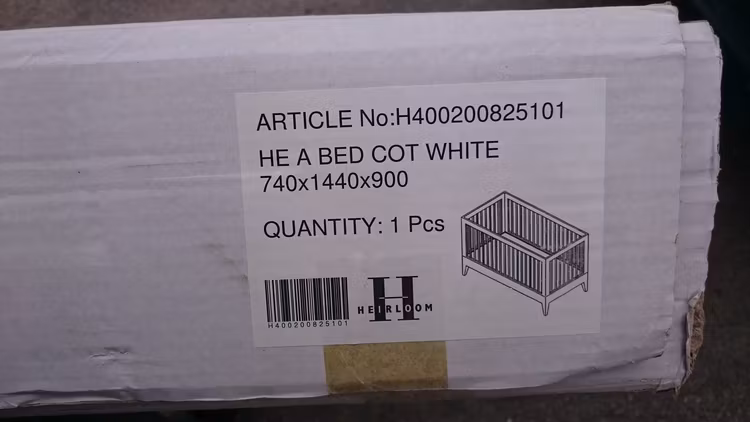 ARTICLE No:H400200825101
HE A BED COT WHITE
740x1440x900
QUANTITY: 1 Pcs
H400200825101
H
HEIRLOOM